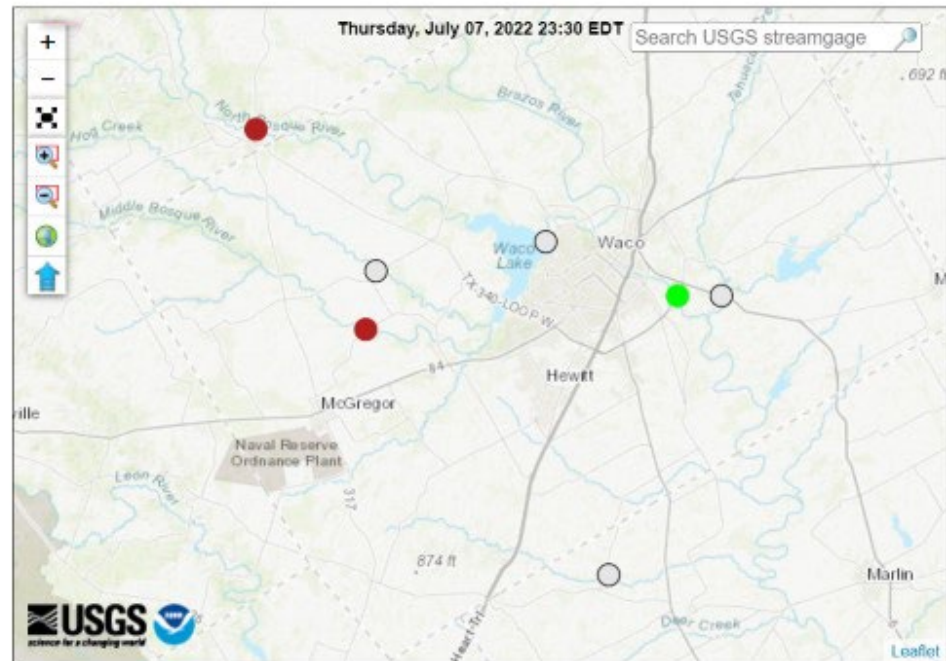 Thursday, July 07, 2022 23:30 EDT
Search USGS streamgage
+
−
692 ft
Brazos River
North Bosque River
Hog Creek
Middle Bosque River
Waco
Waco
Lake
TX-340-LOOP W
84
Hewitt
McGregor
ville
Naval Reserve
Ordnance Plant
Leon River
317
874 ft
Marlin
6
Deer Creek
USGS
science for a changing world
Leaflet